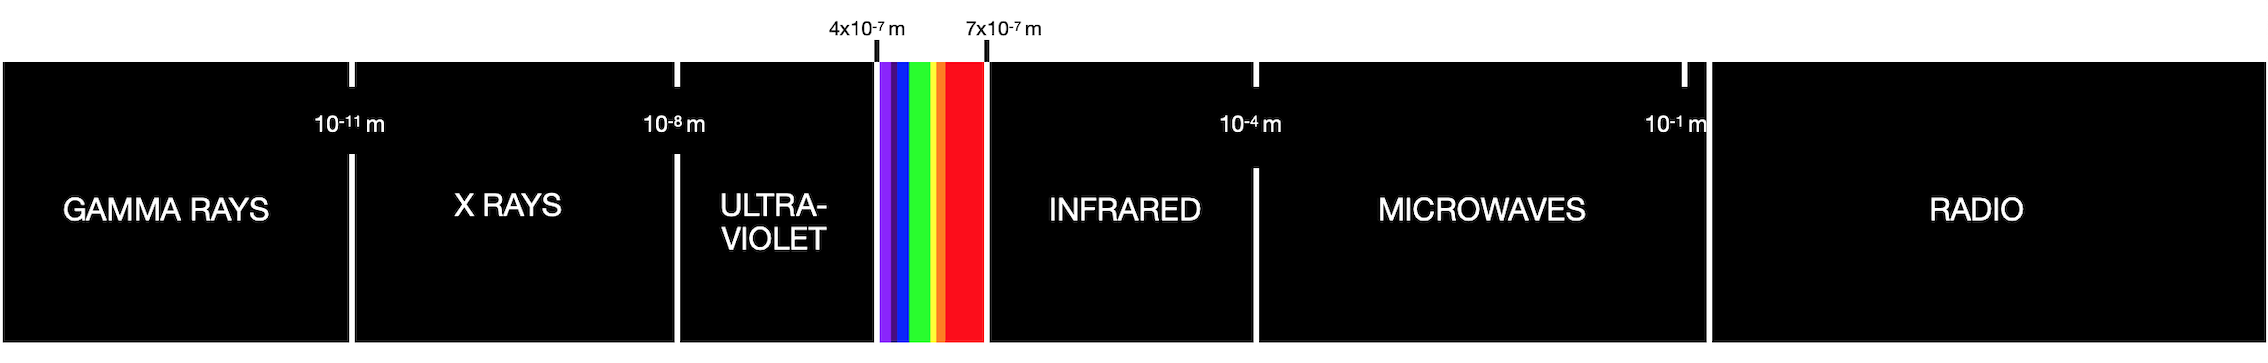 4x10⁻⁷ m
7x10⁻⁷ m
10⁻¹¹ m
10⁻⁸ m
10⁻⁴ m
10⁻¹ m
GAMMA RAYS
X RAYS
ULTRA-
VIOLET
INFRARED
MICROWAVES
RADIO